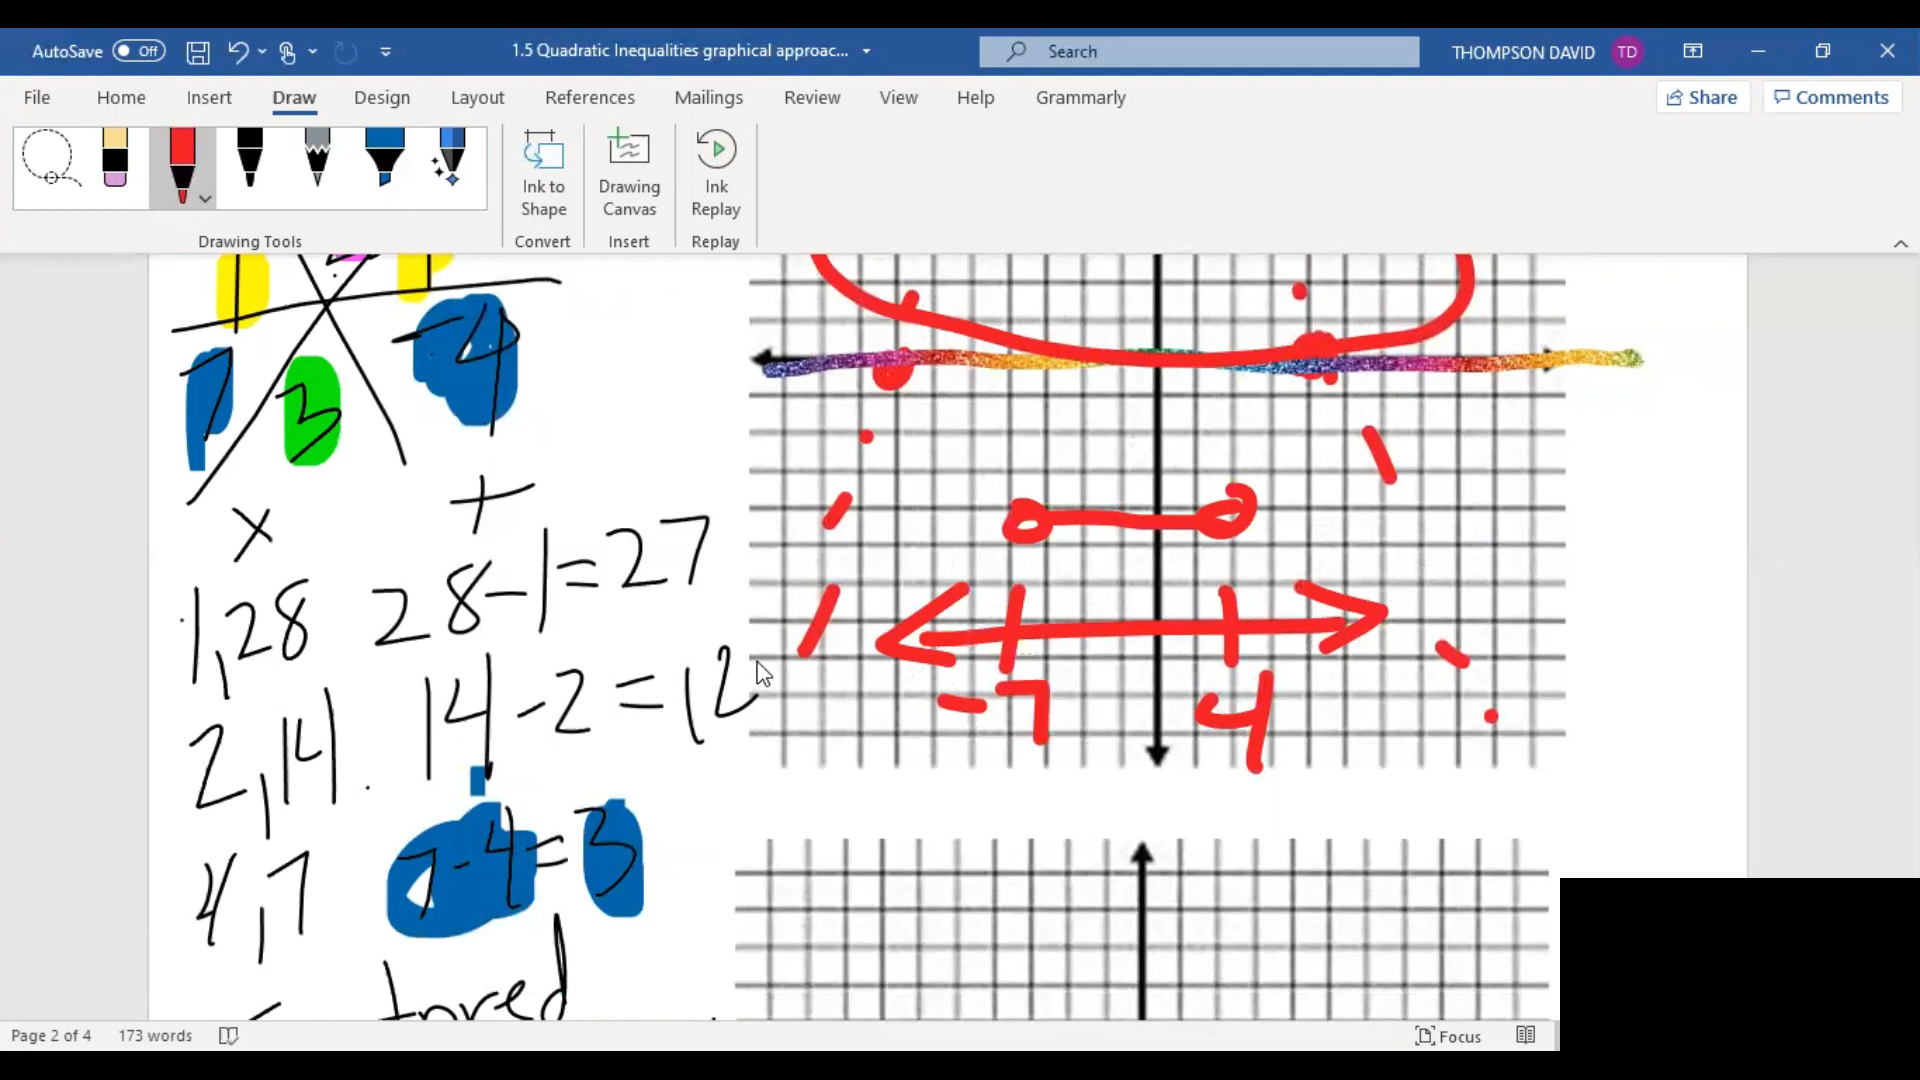 AutoSave Off
1.5 Quadratic Inequalities graphical approac...
Search
THOMPSON DAVID TD
File Home Insert Draw Design Layout References Mailings Review View Help Grammarly
Share Comments
Ink to Shape
Drawing Canvas
Ink Replay
Drawing Tools Convert Insert Replay
-4
7 3
x +
1,28 28-1=27
2,14 14-2=12
4,7 7-4=3
-7 4
Page 2 of 4 173 words
Focus